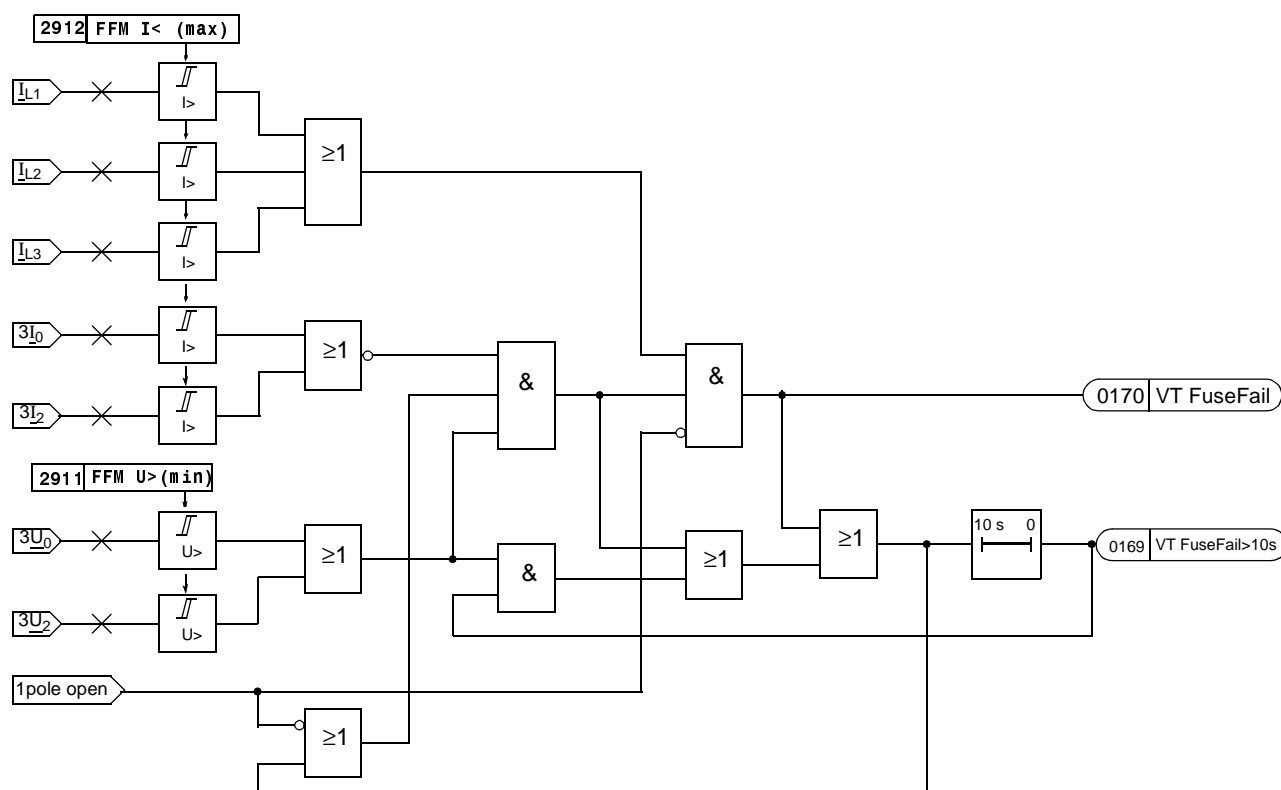 2912 FFM I< (max)
IL1
I>
IL2
I>
≥1
IL3
I>
3I0
I>
≥1
3I2
I>
&
&
0170 VT FuseFail
2911 FFM U>(min)
3U0
U>
≥1
3U2
U>
&
≥1
≥1
10 s 0
0169 VT FuseFail>10s
1pole open
≥1